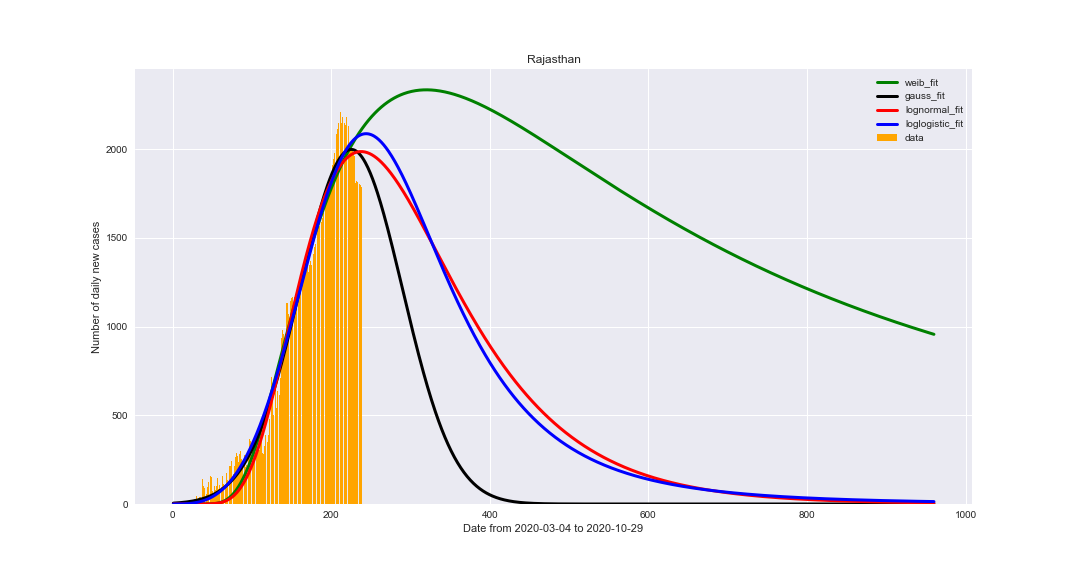 Rajasthan
weib_fit
gauss_fit
lognormal_fit
loglogistic_fit
data
Number of daily new cases
2000
1500
1000
500
0
0 200 400 600 800 1000
Date from 2020-03-04 to 2020-10-29